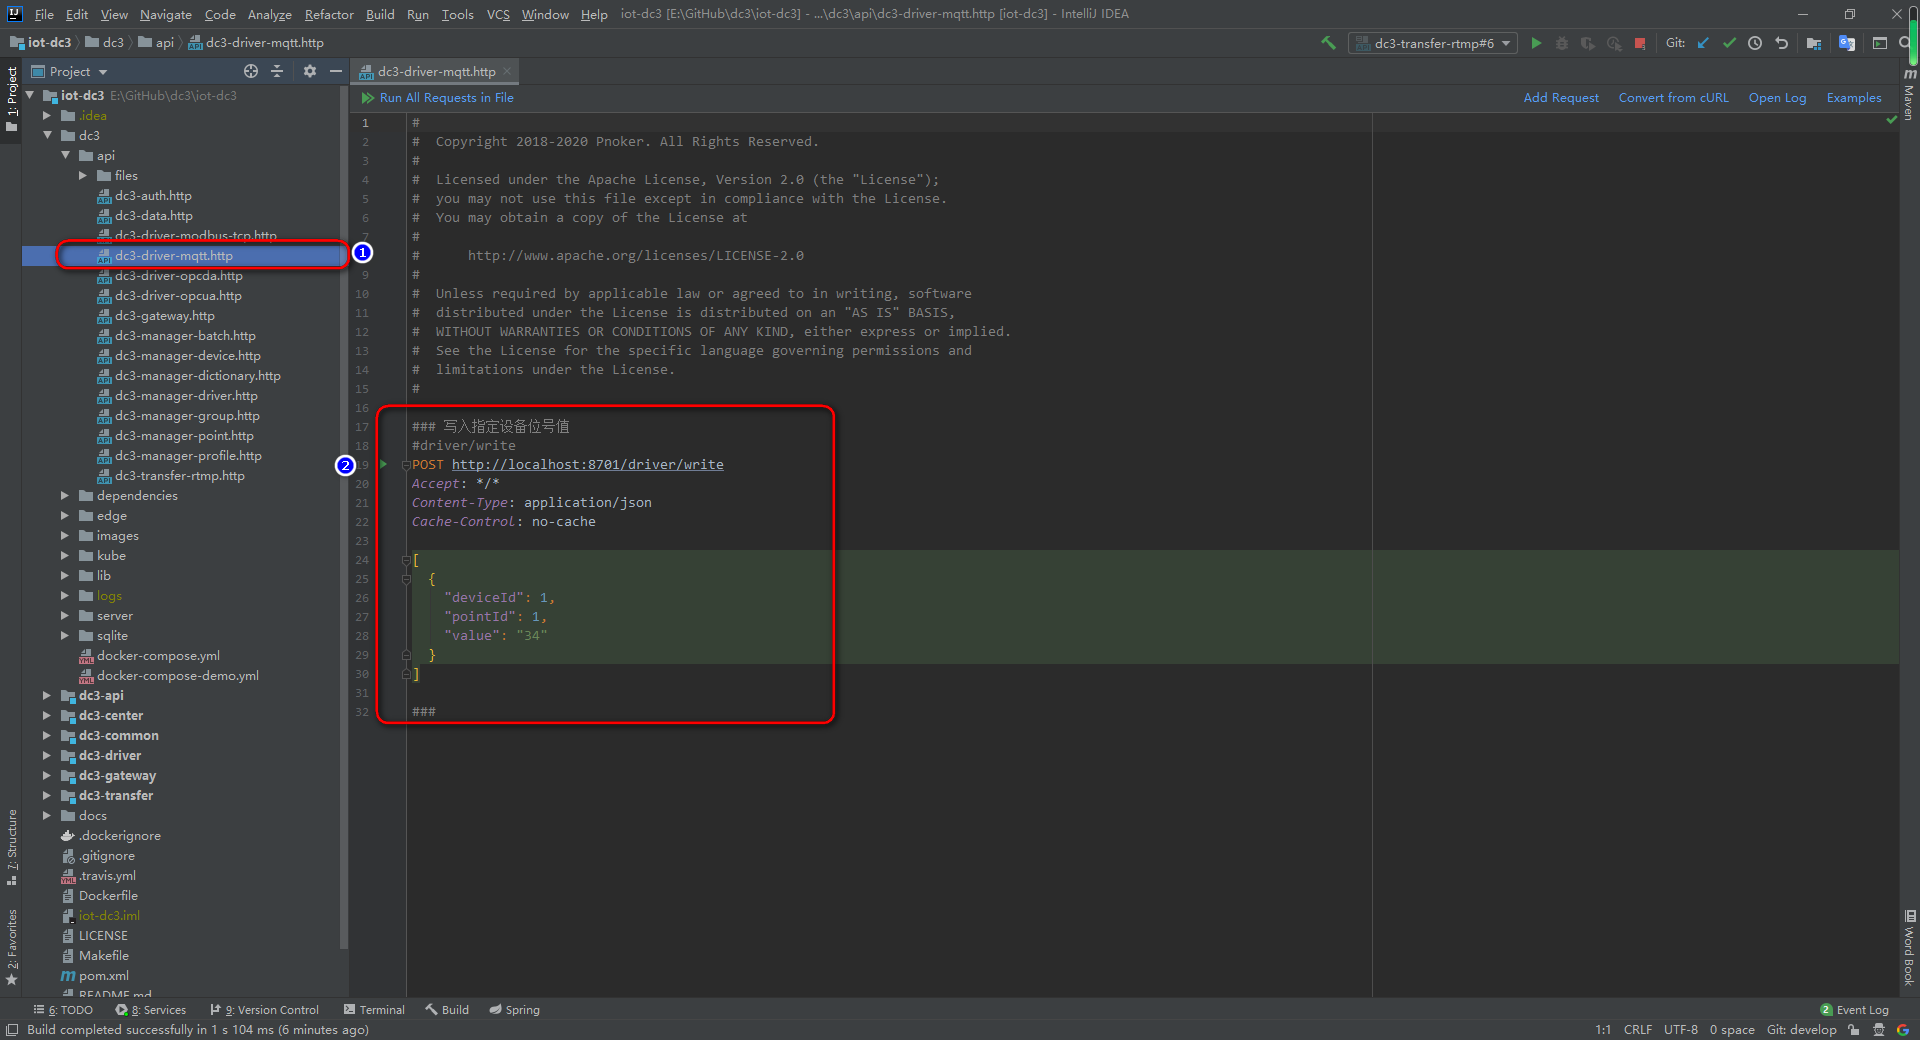 File Edit View Navigate Code Analyze Refactor Build Run Tools VCS Window Help iot-dc3 [E:\GitHub\dc3\iot-dc3] - ...\dc3\api\dc3-driver-mqtt.http [iot-dc3] - IntelliJ IDEA
iot-dc3 dc3 api dc3-driver-mqtt.http
dc3-transfer-rtmp#6 Git:
Project
dc3-driver-mqtt.http
Run All Requests in File
Add Request Convert from cURL Open Log Examples
1: Project
7: Structure
2: Favorites
Maven
Word Book
iot-dc3 E:\GitHub\dc3\iot-dc3
.idea
dc3
api
files
dc3-auth.http
dc3-data.http
dc3-driver-modbus-tcp.http
dc3-driver-mqtt.http
dc3-driver-opcda.http
dc3-driver-opcua.http
dc3-gateway.http
dc3-manager-batch.http
dc3-manager-device.http
dc3-manager-dictionary.http
dc3-manager-driver.http
dc3-manager-group.http
dc3-manager-point.http
dc3-manager-profile.http
dc3-transfer-rtmp.http
dependencies
edge
images
kube
lib
logs
server
sqlite
docker-compose.yml
docker-compose-demo.yml
dc3-api
dc3-center
dc3-common
dc3-driver
dc3-gateway
dc3-transfer
docs
.dockerignore
.gitignore
.travis.yml
Dockerfile
iot-dc3.iml
LICENSE
Makefile
pom.xml
README.md
1
2
1 #
2 # Copyright 2018-2020 Pnoker. All Rights Reserved.
3 #
4 # Licensed under the Apache License, Version 2.0 (the "License");
5 # you may not use this file except in compliance with the License.
6 # You may obtain a copy of the License at
7 #
8 # http://www.apache.org/licenses/LICENSE-2.0
9 #
10 # Unless required by applicable law or agreed to in writing, software
11 # distributed under the License is distributed on an "AS IS" BASIS,
12 # WITHOUT WARRANTIES OR CONDITIONS OF ANY KIND, either express or implied.
13 # See the License for the specific language governing permissions and
14 # limitations under the License.
15 #
16
17 ### 写入指定设备位号值
18 #driver/write
19 POST http://localhost:8701/driver/write
20 Accept: */*
21 Content-Type: application/json
22 Cache-Control: no-cache
23
24 [
25 {
26 "deviceId": 1,
27 "pointId": 1,
28 "value": "34"
29 }
30 ]
31
32 ###
6: TODO 8: Services 9: Version Control Terminal Build Spring 2 Event Log
Build completed successfully in 1 s 104 ms (6 minutes ago) 1:1 CRLF UTF-8 0 space Git: develop